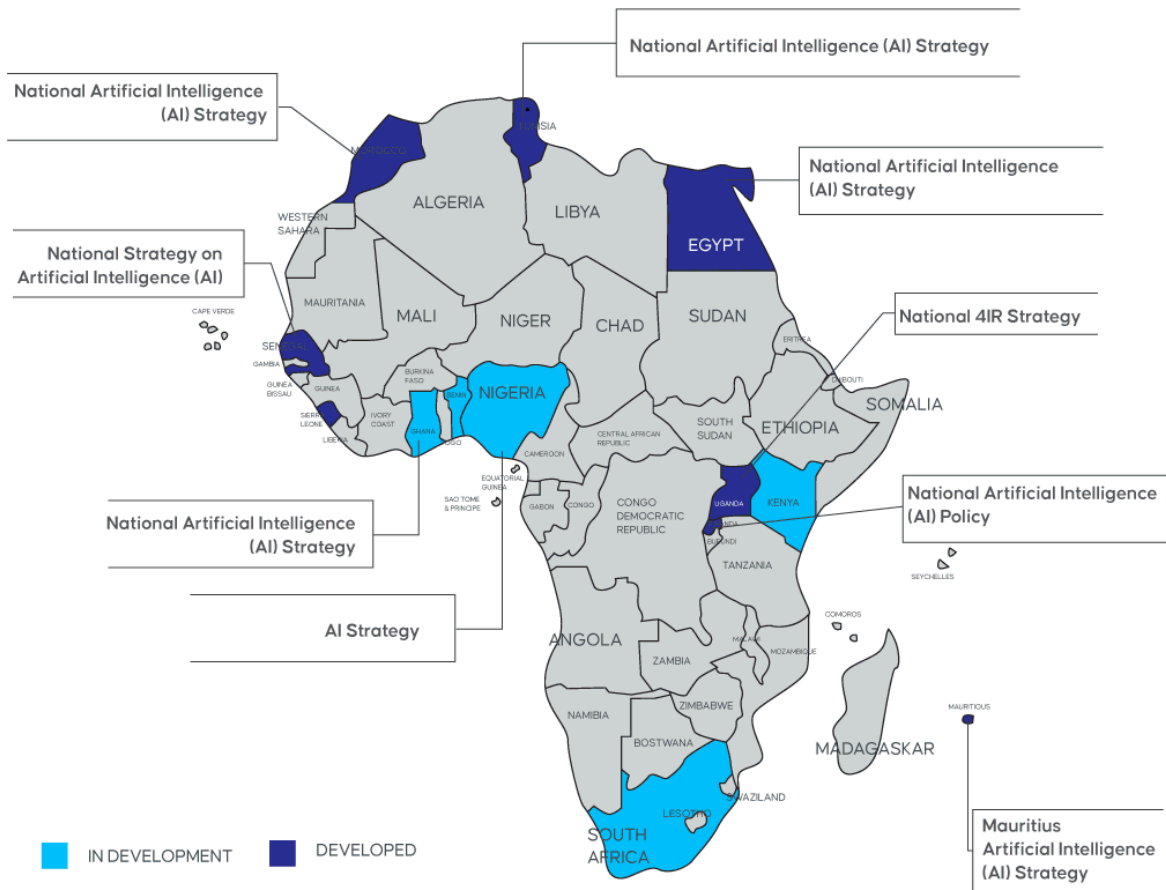 National Artificial Intelligence (AI) Strategy
National Artificial Intelligence
(AI) Strategy
TUNISIA
National Artificial Intelligence
(AI) Strategy
ALGERIA
LIBYA
WESTERN
SAHARA
EGYPT
National Strategy on
Artificial Intelligence (AI)
MAURITANIA
MALI
NIGER
CHAD
SUDAN
National 4IR Strategy
CAPE VERDE
SENEGAL
ERITREA
GAMBIA
BURKINA
FASO
NIGERIA
DJIBOUTI
GUINEA
BISSAU
GUINEA
BENIN
SOMALIA
SIERRA
LEONE
IVORY
COAST
GHANA
SOUTH
SUDAN
ETHIOPIA
LIBERIA
CENTRAL AFRICAN
REPUBLIC
CAMEROON
EQUATORIAL
GUINEA
SAO TOME
& PRINCIPE
GABON
CONGO
CONGO
DEMOCRATIC
REPUBLIC
UGANDA
KENYA
National Artificial Intelligence
(AI) Policy
National Artificial Intelligence
(AI) Strategy
BURUNDI
TANZANIA
SEYCHELLES
AI Strategy
COMOROS
ANGOLA
MALAWI
MOZAMBIQUE
ZAMBIA
NAMIBIA
ZIMBABWE
MAURITIOUS
BOSTWANA
MADAGASKAR
SWAZILAND
LESOTHO
SOUTH
AFRICA
Mauritius
Artificial Intelligence
(AI) Strategy
IN DEVELOPMENT
DEVELOPED